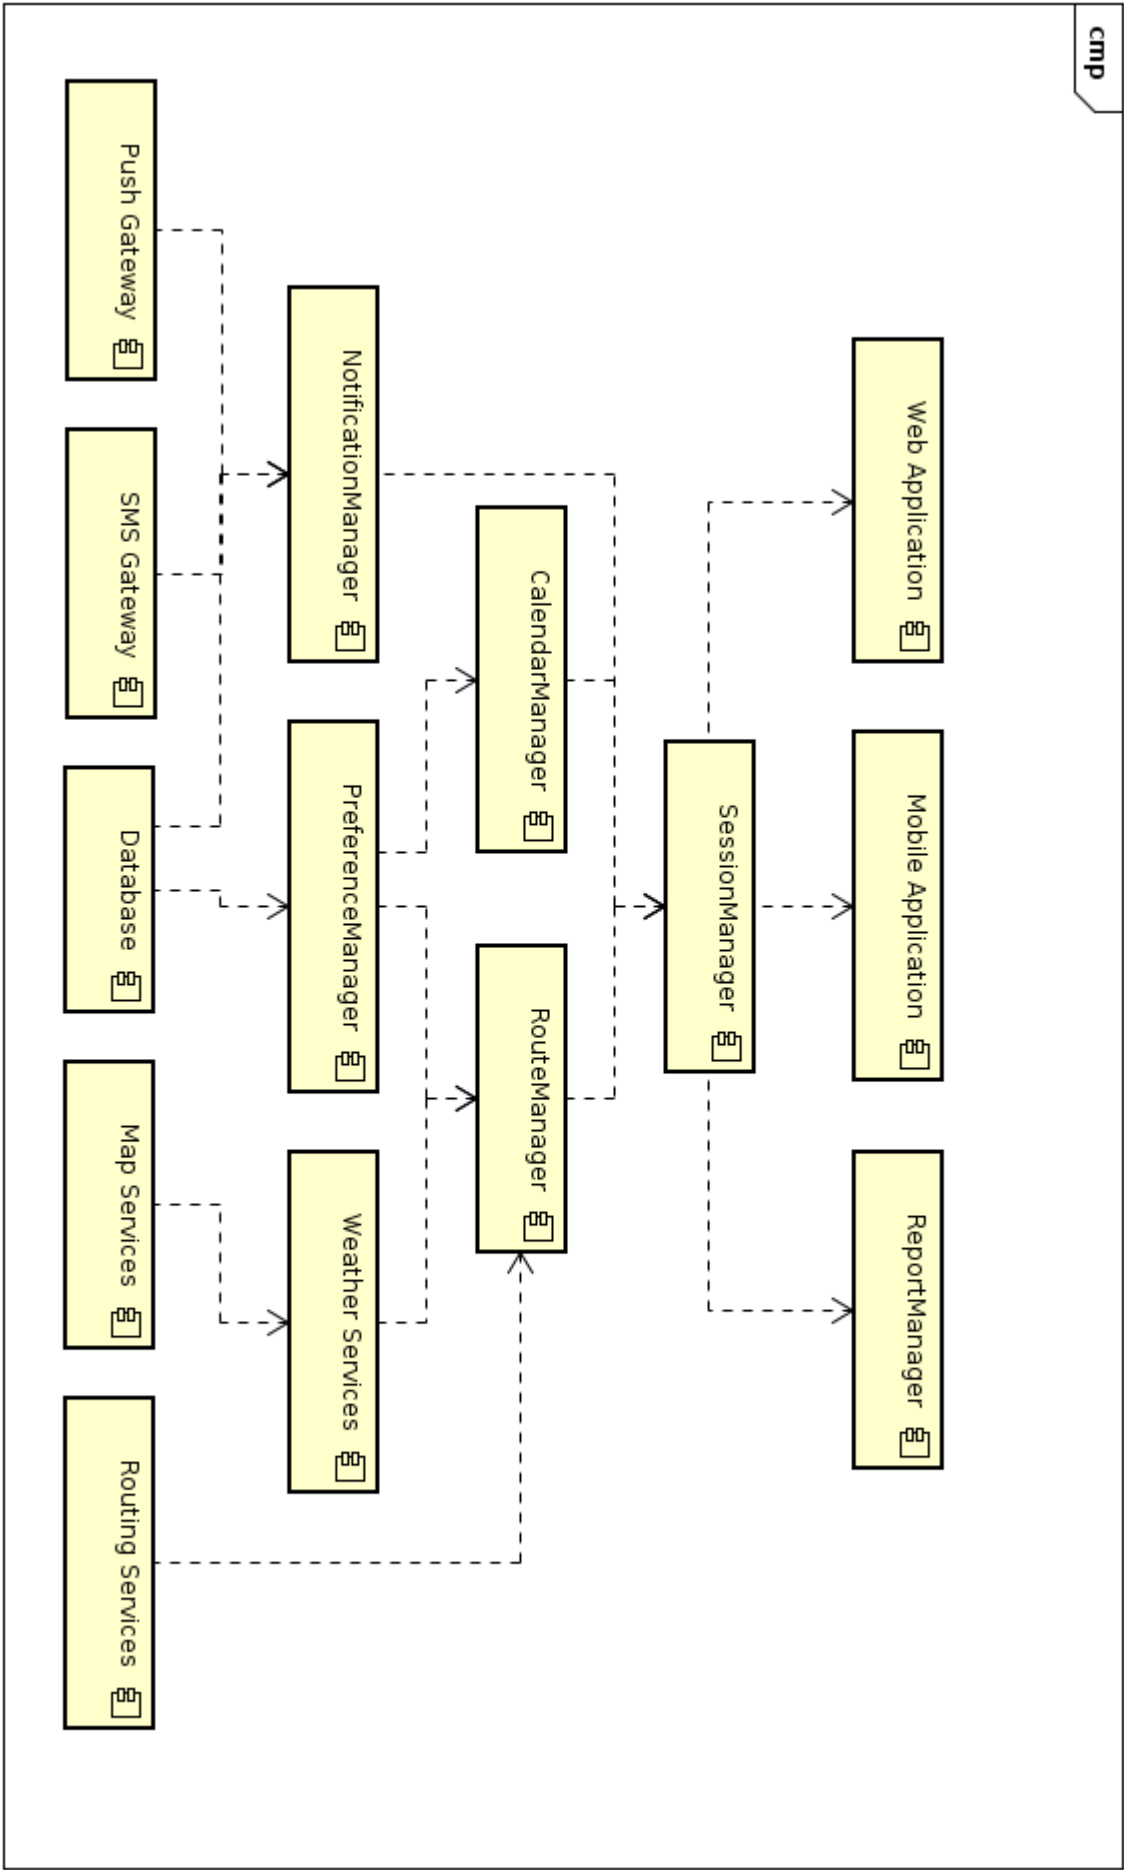 cmp
Web Application
Mobile Application
ReportManager
SessionManager
CalendarManager
RouteManager
NotificationManager
PreferenceManager
Weather Services
Push Gateway
SMS Gateway
Database
Map Services
Routing Services